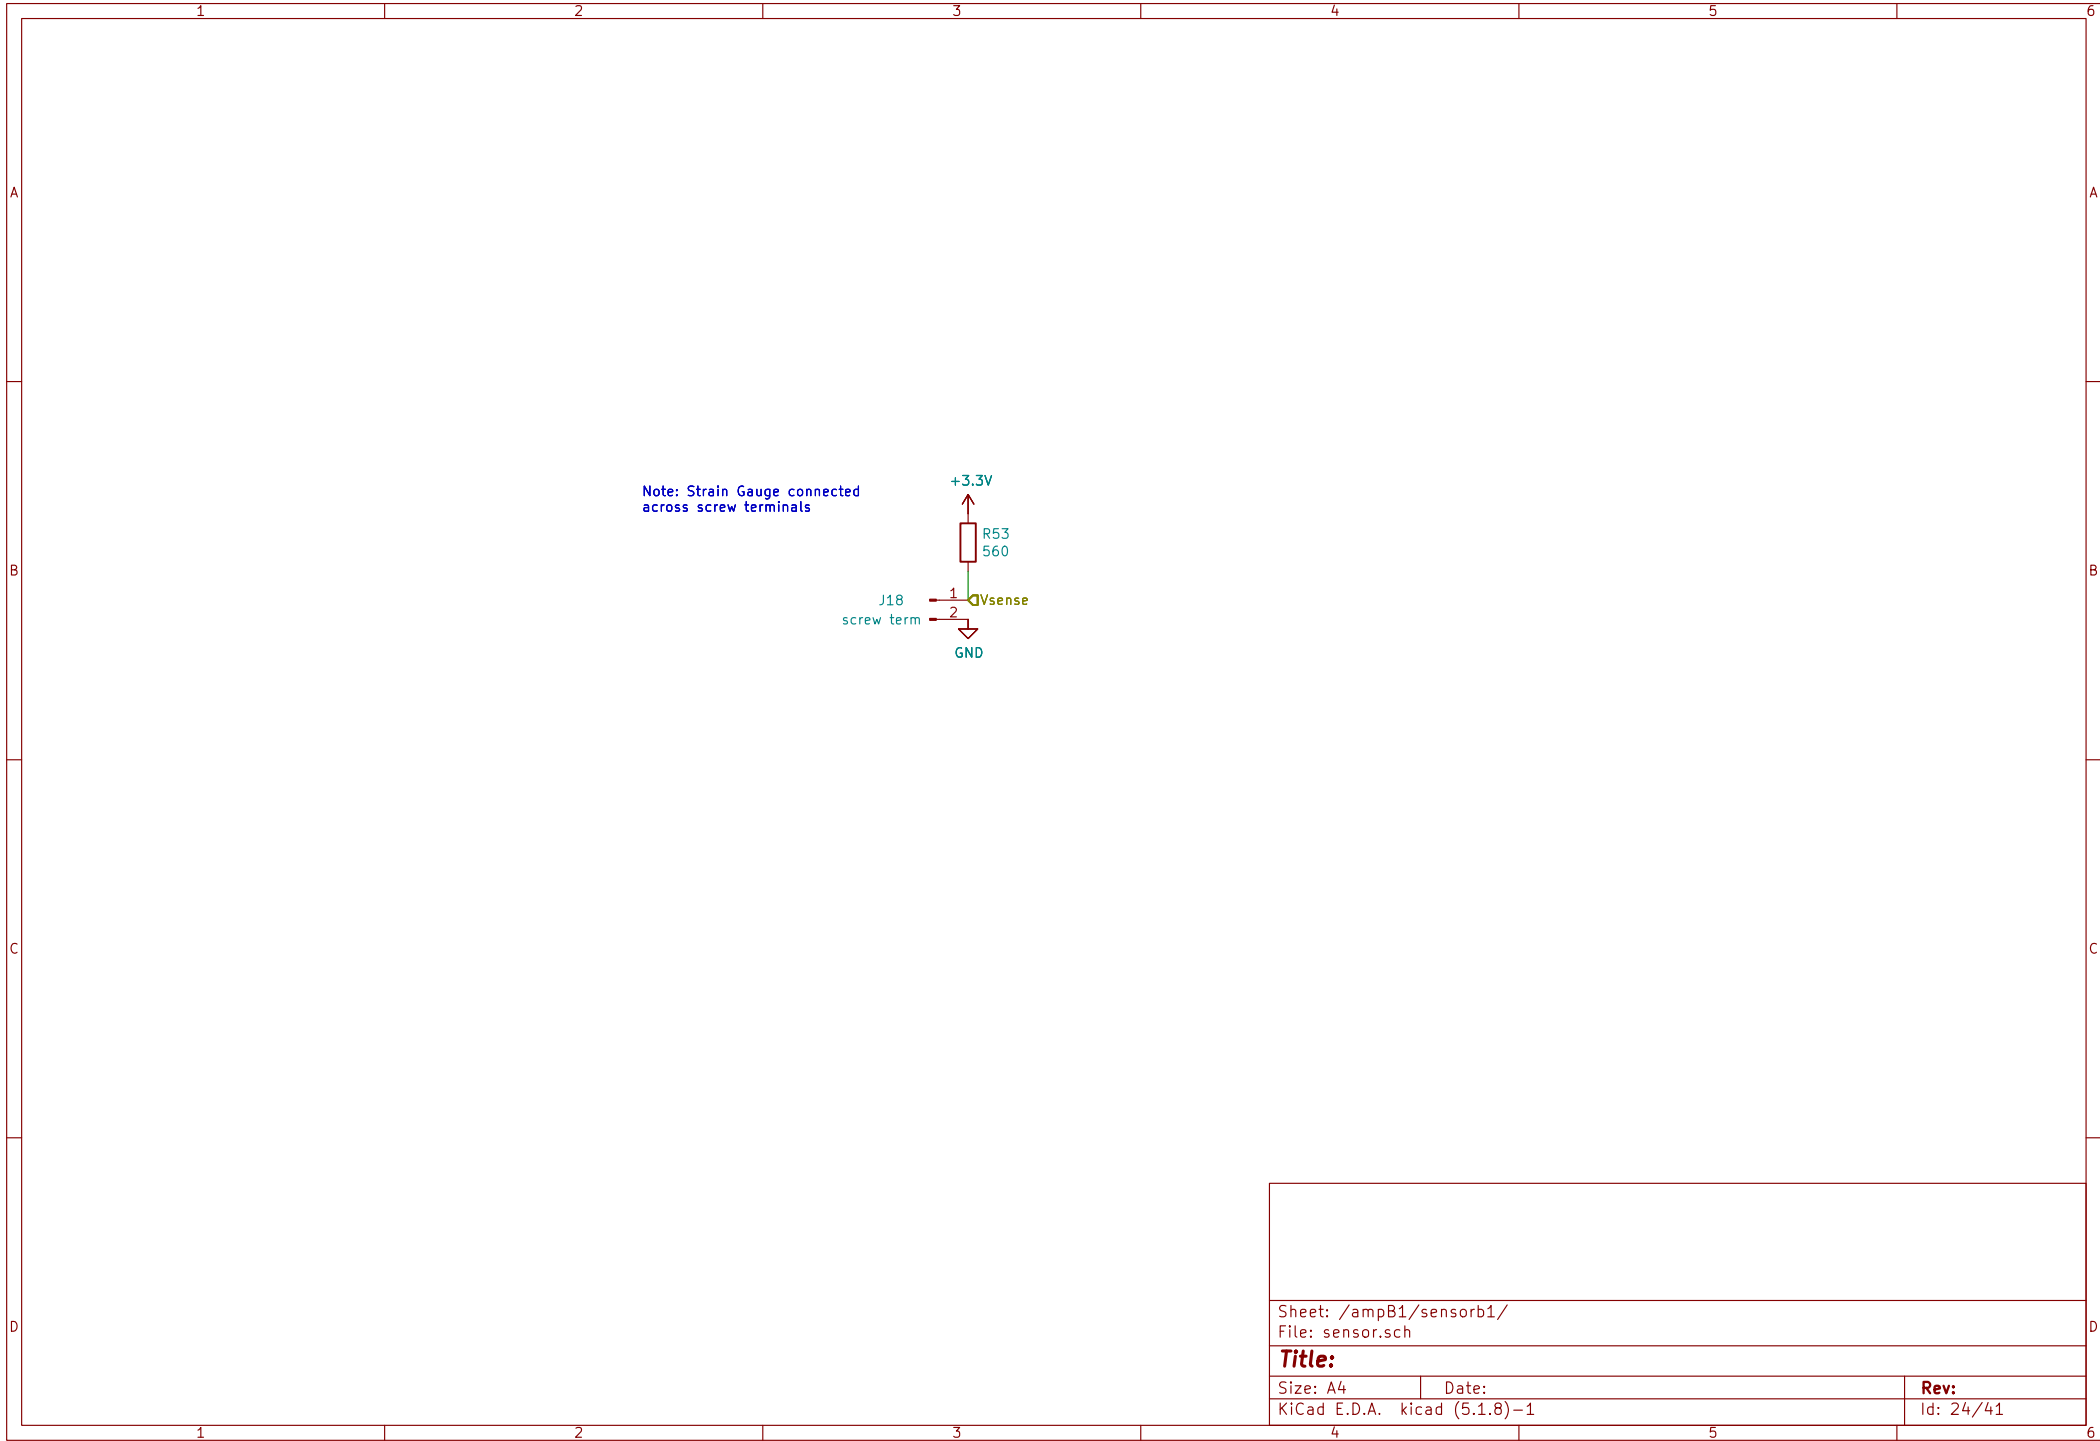 1 2 3 4 5 6
A A
+3.3V
Note: Strain Gauge connected
across screw terminals
R53
560
B B
1
J18 Vsense
2
screw term
GND
C C
Sheet: /ampB1/sensorb1/
File: sensor.sch
D D
Title:
Size: A4 Date: Rev:
KiCad E.D.A. kicad (5.1.8)-1 Id: 24/41
1 2 3 4 5 6